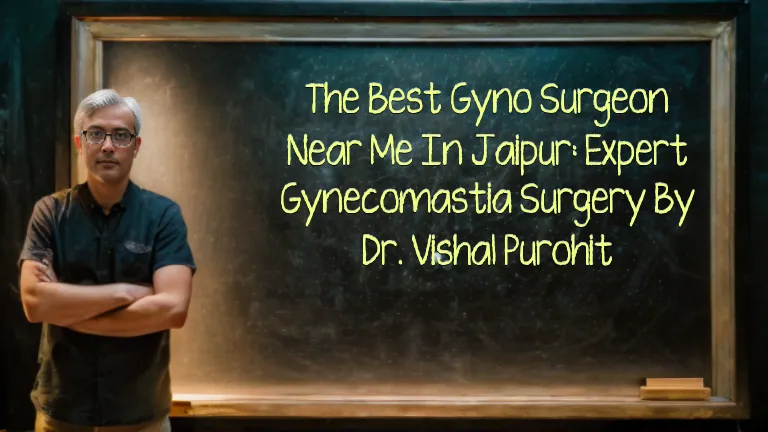 The Best Gyno Surgeon
Near Me In Jaipur: Expert
Gynecomastia Surgery By
Dr. Vishal Purohit